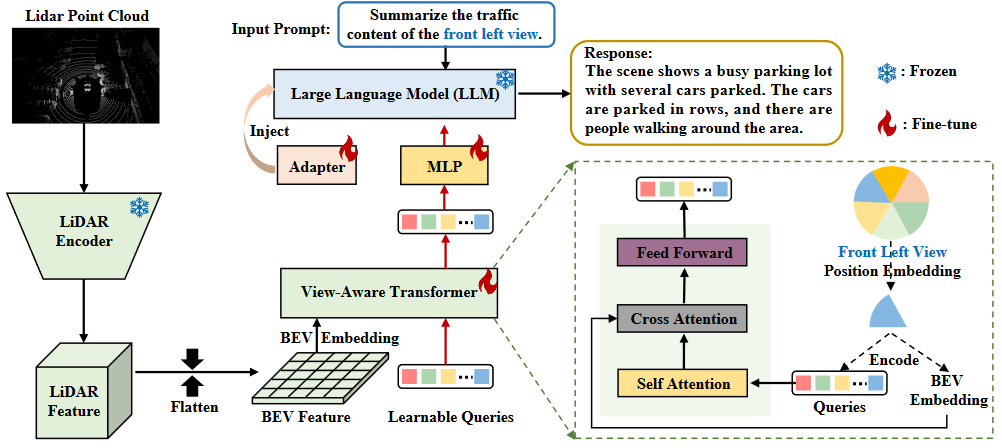 Lidar Point Cloud
Input Prompt:
Summarize the traffic
content of the front left view.
Response:
The scene shows a busy parking lot
with several cars parked. The cars
are parked in rows, and there are
people walking around the area.
: Frozen
: Fine-tune
Large Language Model (LLM)
Inject
Adapter
MLP
LiDAR
Encoder
View-Aware Transformer
BEV Embedding
LiDAR
Feature
Flatten
BEV Feature
Learnable Queries
Feed Forward
Cross Attention
Self Attention
Front Left View
Position Embedding
Encode
Queries
BEV
Embedding